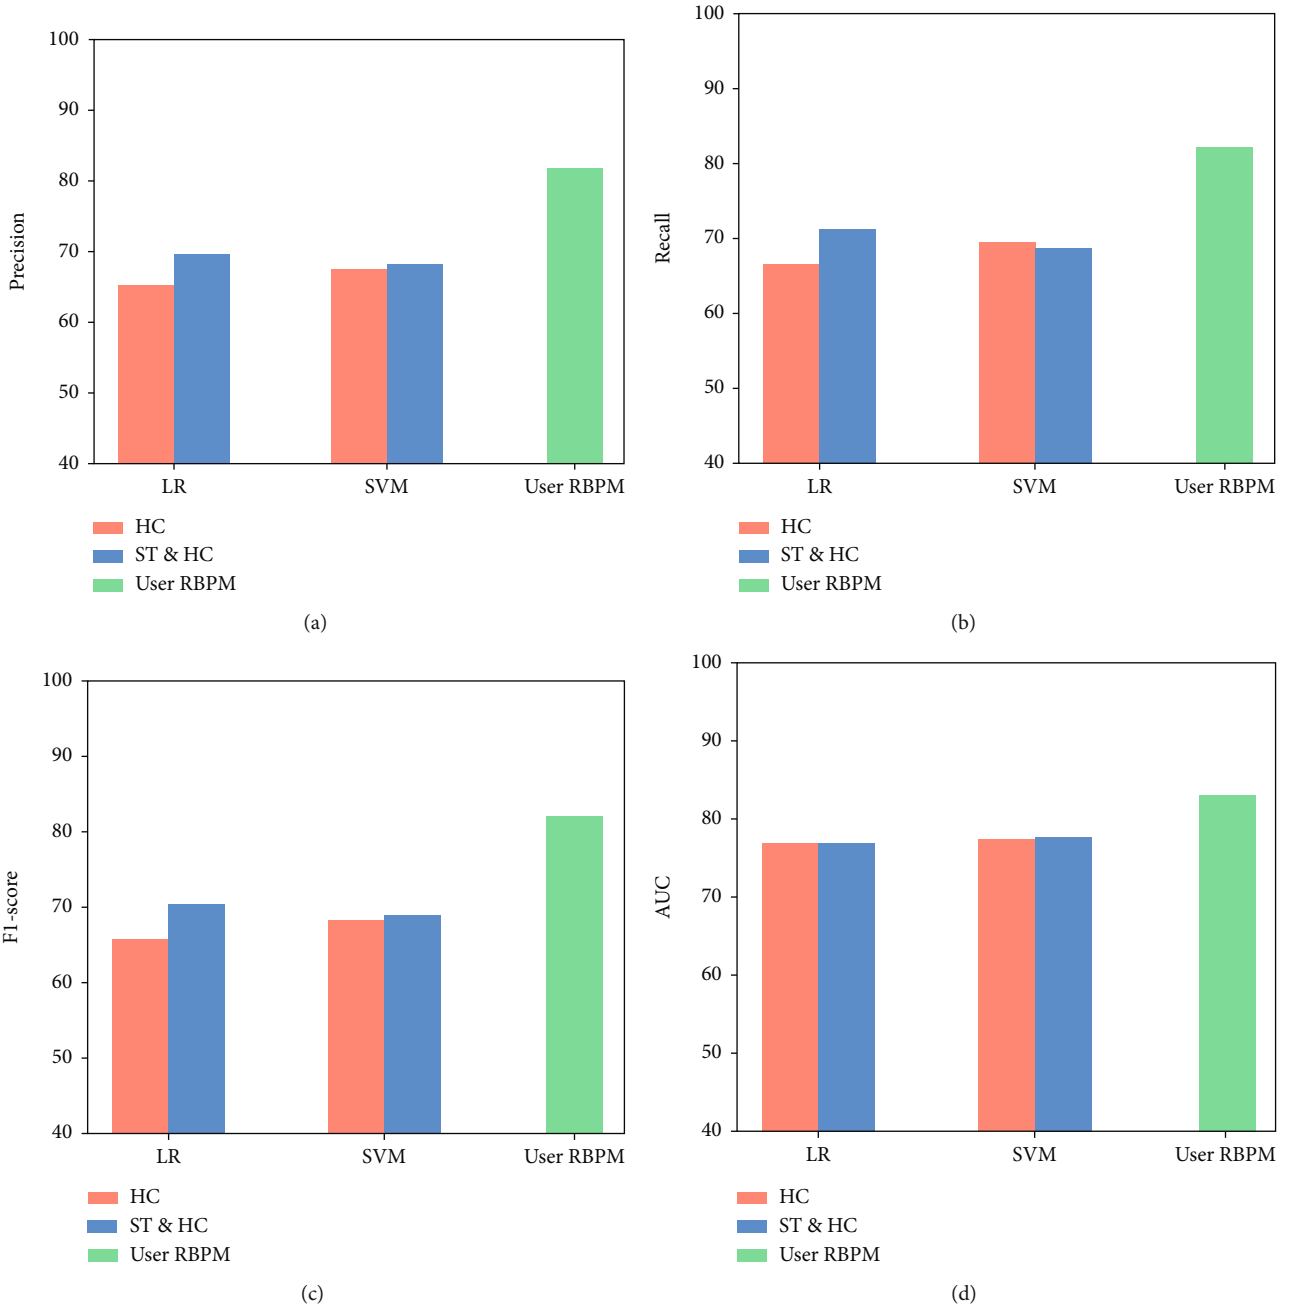 100
90
80
70
60
50
40
Precision
LR
SVM
User RBPM
HC
ST & HC
User RBPM
(a)
100
90
80
70
60
50
40
Recall
LR
SVM
User RBPM
HC
ST & HC
User RBPM
(b)
100
90
80
70
60
50
40
F1-score
LR
SVM
User RBPM
HC
ST & HC
User RBPM
(c)
100
90
80
70
60
50
40
AUC
LR
SVM
User RBPM
HC
ST & HC
User RBPM
(d)